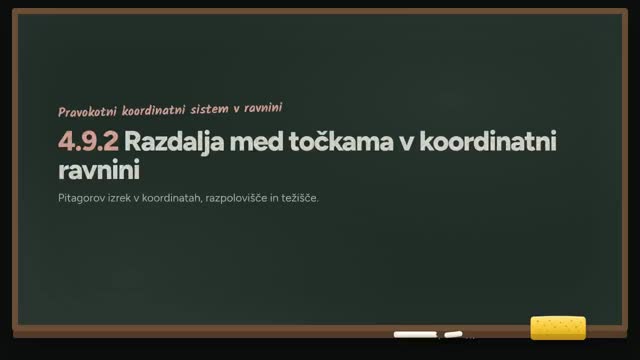 Pravokotni koordinatni sistem v ravnini
4.9.2 Razdalja med točkama v koordinatni
ravnini
Pitagorov izrek v koordinatah, razpolovišče in težišče.